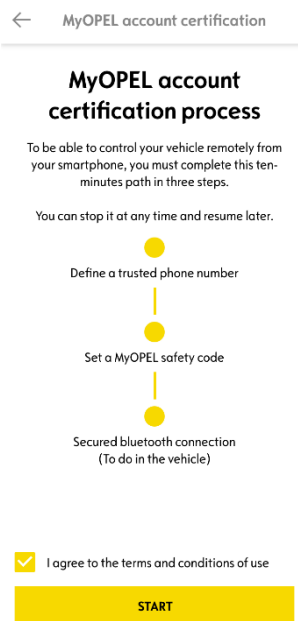 MyOPEL account certification
MyOPEL account
certification process
To be able to control your vehicle remotely from
your smartphone, you must complete this ten-
minutes path in three steps.
You can stop it at any time and resume later.
Define a trusted phone number
Set a MyOPEL safety code
Secured bluetooth connection
(To do in the vehicle)
I agree to the terms and conditions of use
START